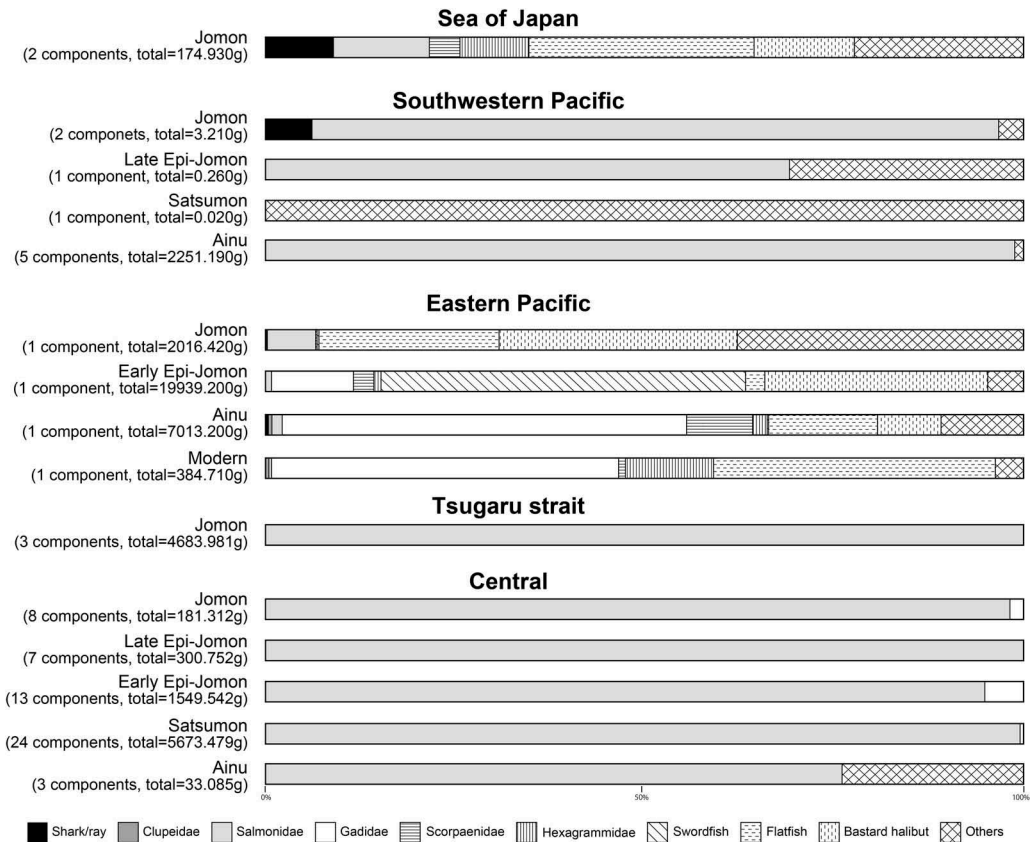 Sea of Japan
Jomon
(2 components, total=174.930g)
Southwestern Pacific
Jomon
(2 componets, total=3.210g)
Late Epi-Jomon
(1 component, total=0.260g)
Satsumon
(1 component, total=0.020g)
Ainu
(5 components, total=2251.190g)
Eastern Pacific
Jomon
(1 component, total=2016.420g)
Early Epi-Jomon
(1 component, total=19939.200g)
Ainu
(1 component, total=7013.200g)
Modern
(1 component, total=384.710g)
Tsugaru strait
Jomon
(3 components, total=4683.981g)
Central
Jomon
(8 components, total=181.312g)
Late Epi-Jomon
(7 components, total=300.752g)
Early Epi-Jomon
(13 components, total=1549.542g)
Satsumon
(24 components, total=5673.479g)
Ainu
(3 components, total=33.085g)
0% 50% 100%
Shark/ray Clupeidae Salmonidae Gadidae Scorpaenidae Hexagrammidae Swordfish Flatfish Bastard halibut Others